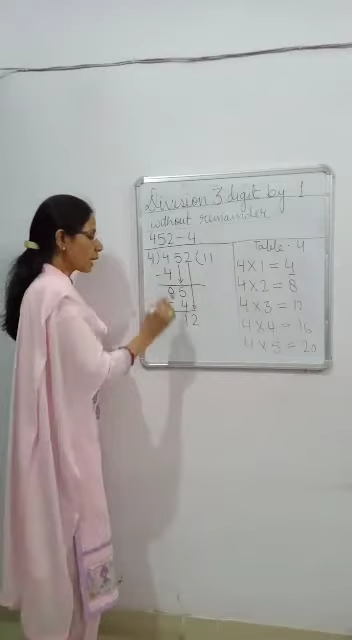 Division 3 digit by 1
without remainder
452 ÷ 4
4) 452 (11
- 4
05
- 4
12
Table - 4
4 × 1 = 4
4 × 2 = 8
4 × 3 = 12
4 × 4 = 16
4 × 5 = 20